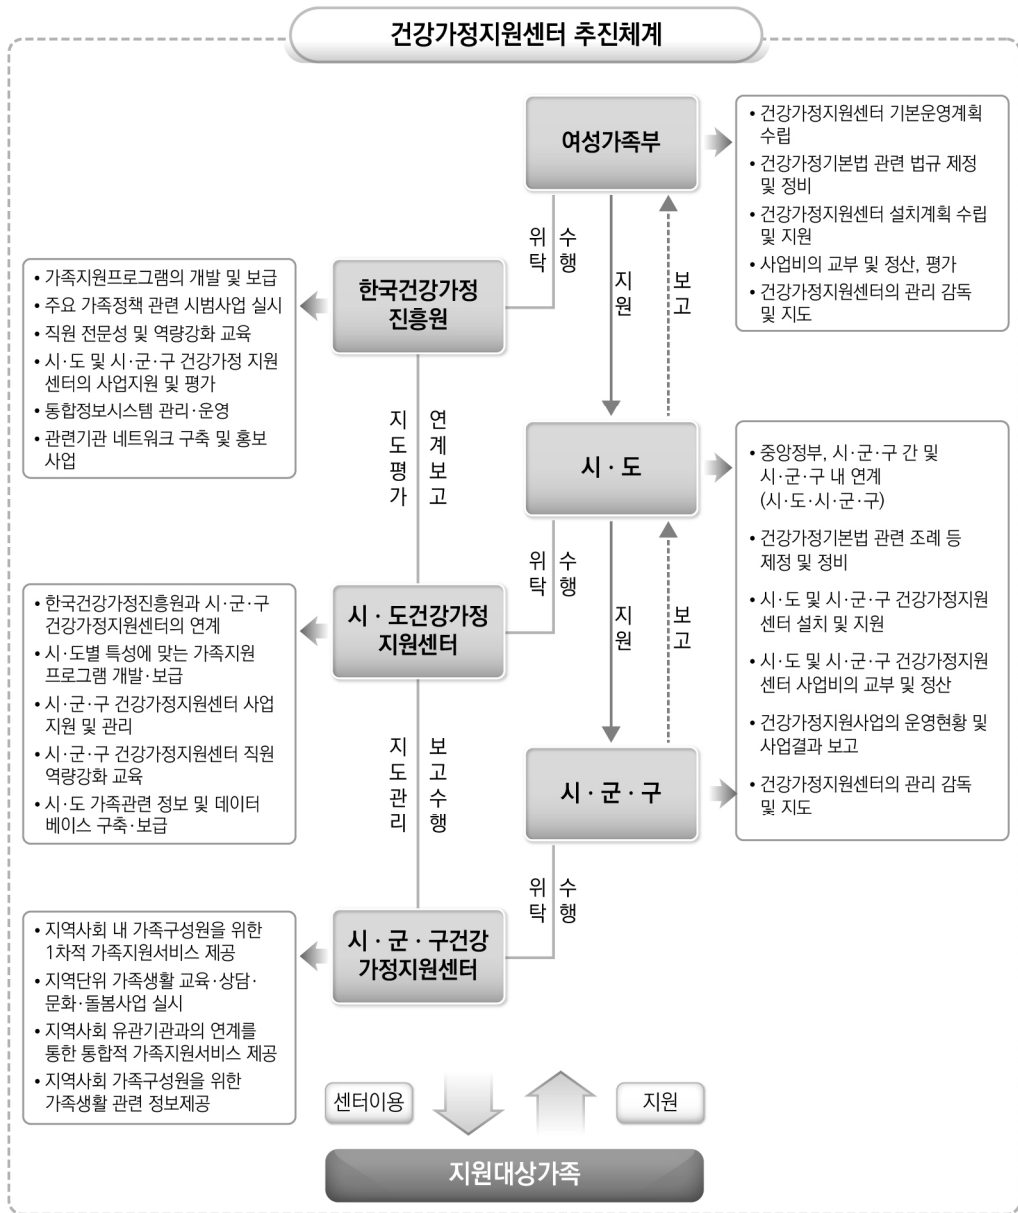 건강가정지원센터 추진체계
여성가족부
• 건강가정지원센터 기본운영계획
수립
• 건강가정기본법 관련 법규 제정
및 정비
• 건강가정지원센터 설치계획 수립
및 지원
• 사업비의 교부 및 정산, 평가
• 건강가정지원센터의 관리 감독
및 지도
위탁
수행
지원
보고
• 가족지원프로그램의 개발 및 보급
• 주요 가족정책 관련 시범사업 실시
• 직원 전문성 및 역량강화 교육
• 시·도 및 시·군·구 건강가정 지원
센터의 사업지원 및 평가
• 통합정보시스템 관리·운영
• 관련기관 네트워크 구축 및 홍보
사업
한국건강가정
진흥원
지도평가
연계보고
시·도
• 중앙정부, 시·군·구 간 및
시·군·구 내 연계
(시·도·시·군·구)
• 건강가정기본법 관련 조례 등
제정 및 정비
• 시·도 및 시·군·구 건강가정지원
센터 설치 및 지원
• 시·도 및 시·군·구 건강가정지원
센터 사업비의 교부 및 정산
• 건강가정지원사업의 운영현황 및
사업결과 보고
• 건강가정지원센터의 관리 감독
및 지도
위탁
수행
지원
보고
• 한국건강가정진흥원과 시·군·구
건강가정지원센터의 연계
• 시·도별 특성에 맞는 가족지원
프로그램 개발·보급
• 시·군·구 건강가정지원센터 사업
지원 및 관리
• 시·군·구 건강가정지원센터 직원
역량강화 교육
• 시·도 가족관련 정보 및 데이터
베이스 구축·보급
시·도건강가정
지원센터
지도관리
보고수행
시·군·구
위탁
수행
• 지역사회 내 가족구성원을 위한
1차적 가족지원서비스 제공
• 지역단위 가족생활 교육·상담·
문화·돌봄사업 실시
• 지역사회 유관기관과의 연계를
통한 통합적 가족지원서비스 제공
• 지역사회 가족구성원을 위한
가족생활 관련 정보제공
시·군·구건강
가정지원센터
센터이용
지원
지원대상가족